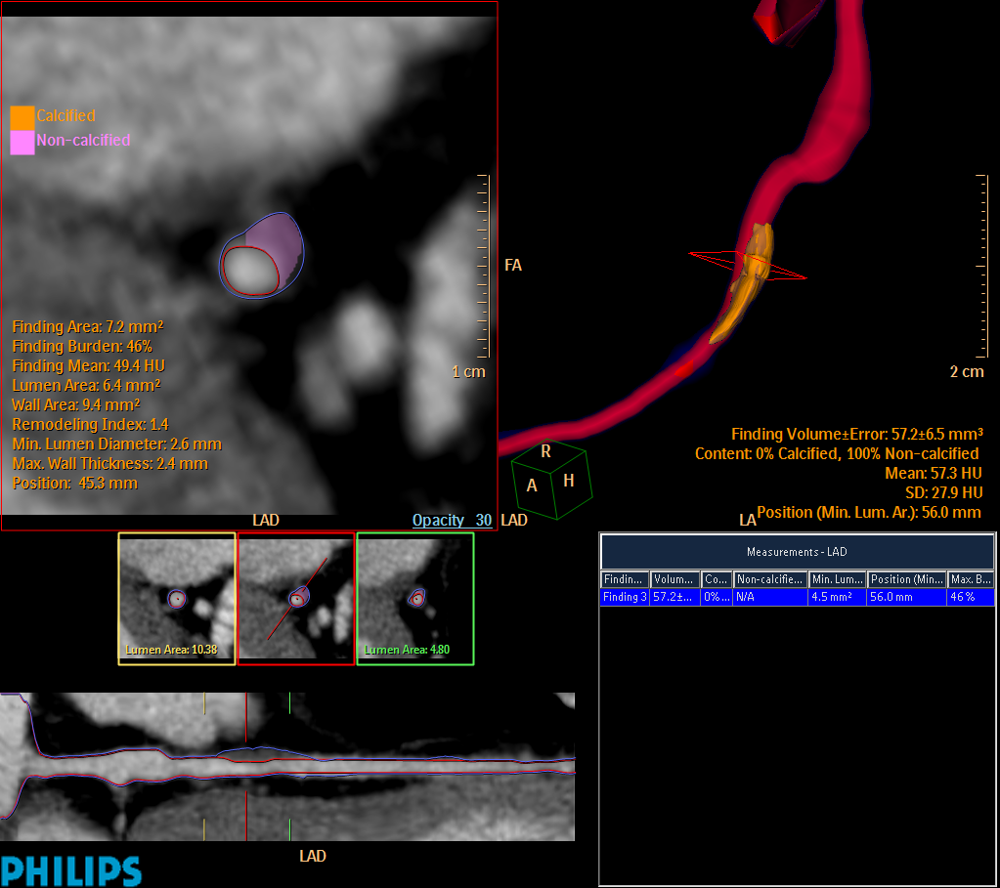 Calcified
Non-calcified
Finding Area: 7.2 mm²
Finding Burden: 46%
Finding Mean: 49.4 HU
Lumen Area: 6.4 mm²
Wall Area: 9.4 mm²
Remodeling Index: 1.4
Min. Lumen Diameter: 2.6 mm
Max. Wall Thickness: 2.4 mm
Position: 45.3 mm
1 cm
LAD
Opacity 30
FA
2 cm
R
A
H
Finding Volume±Error: 57.2±6.5 mm³
Content: 0% Calcified, 100% Non-calcified
Mean: 57.3 HU
SD: 27.9 HU
Position (Min. Lum. Ar.): 56.0 mm
LAD
LA
Lumen Area: 10.38
Lumen Area: 4.80
Measurements - LAD
Findin... Volum... Co... Non-calcifie... Min. Lum... Position (Min... Max. B...
Finding 3 57.2±... 0%... N/A 4.5 mm² 56.0 mm 46 %
LAD
PHILIPS